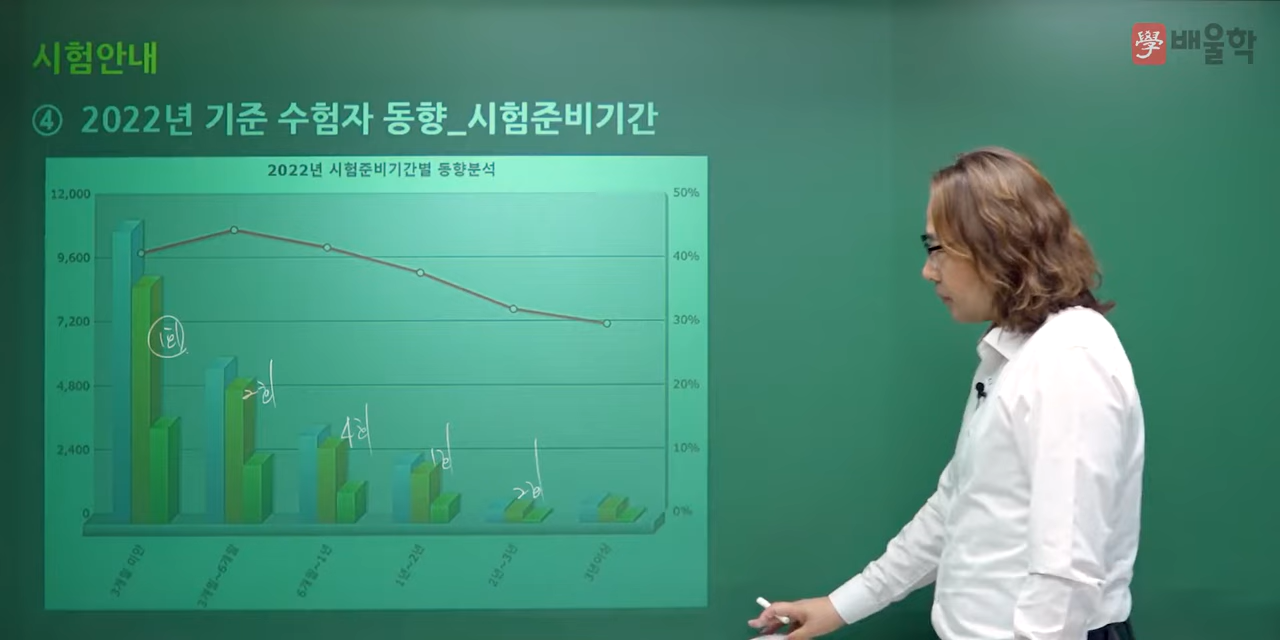 學 배울학
시험안내
④ 2022년 기준 수험자 동향_시험준비기간
2022년 시험준비기간별 동향분석
12,000
9,600
7,200
4,800
2,400
0
50%
40%
30%
20%
10%
0%
1회
2회
4회
1회
2회
3개월 미만
3개월~6개월
6개월~1년
1년~2년
2년~3년
3년이상